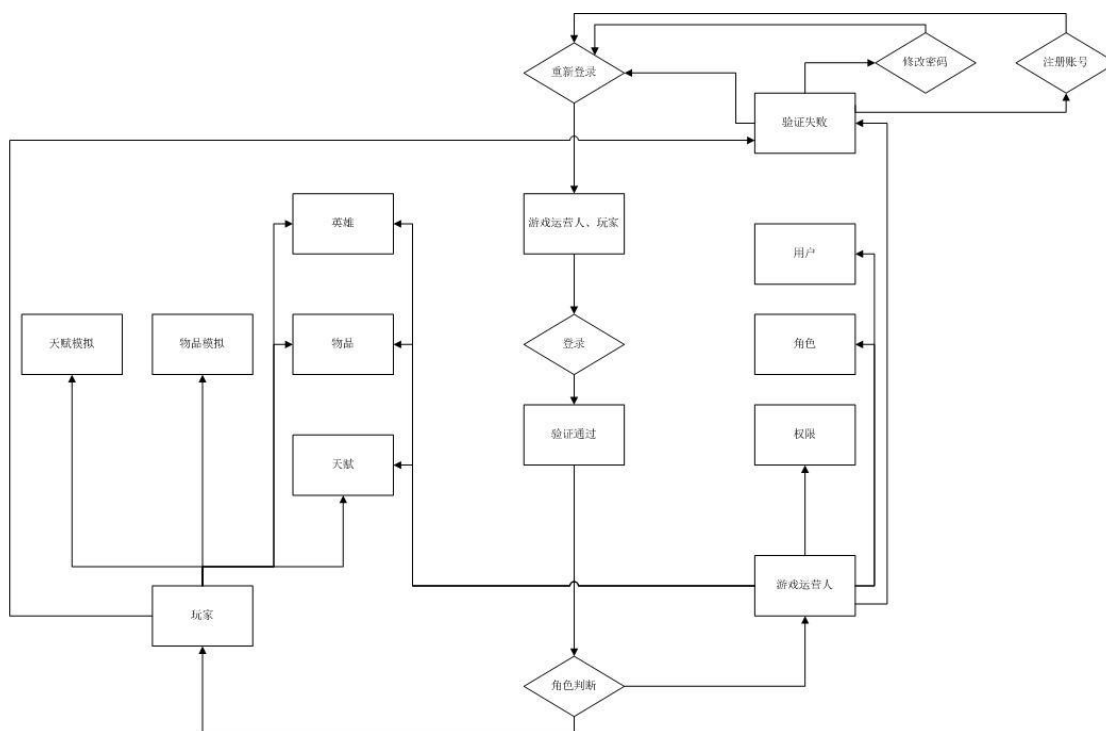 重新登录
修改密码
注册账号
验证失败
英雄
游戏运营人、玩家
用户
天赋模拟
物品模拟
物品
登录
角色
天赋
验证通过
权限
玩家
游戏运营人
角色判断